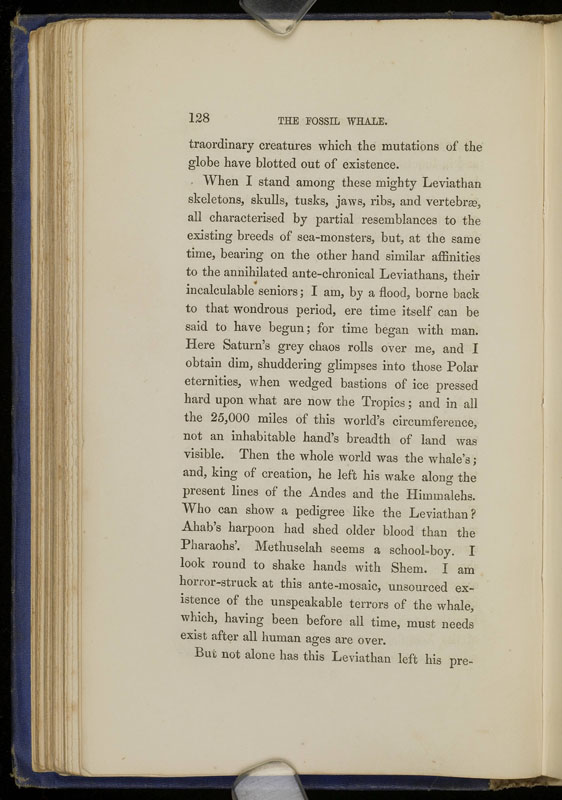 128 THE FOSSIL WHALE.
traordinary creatures which the mutations of the
globe have blotted out of existence.
When I stand among these mighty Leviathan
skeletons, skulls, tusks, jaws, ribs, and vertebræ,
all characterised by partial resemblances to the
existing breeds of sea-monsters, but, at the same
time, bearing on the other hand similar affinities
to the annihilated ante-chronical Leviathans, their
incalculable seniors; I am, by a flood, borne back
to that wondrous period, ere time itself can be
said to have begun; for time began with man.
Here Saturn's grey chaos rolls over me, and I
obtain dim, shuddering glimpses into those Polar
eternities, when wedged bastions of ice pressed
hard upon what are now the Tropics; and in all
the 25,000 miles of this world's circumference,
not an inhabitable hand's breadth of land was
visible. Then the whole world was the whale's;
and, king of creation, he left his wake along the
present lines of the Andes and the Himmalehs.
Who can show a pedigree like the Leviathan?
Ahab's harpoon had shed older blood than the
Pharaohs'. Methuselah seems a school-boy. I
look round to shake hands with Shem. I am
horror-struck at this ante-mosaic, unsourced ex-
istence of the unspeakable terrors of the whale,
which, having been before all time, must needs
exist after all human ages are over.
But not alone has this Leviathan left his pre-